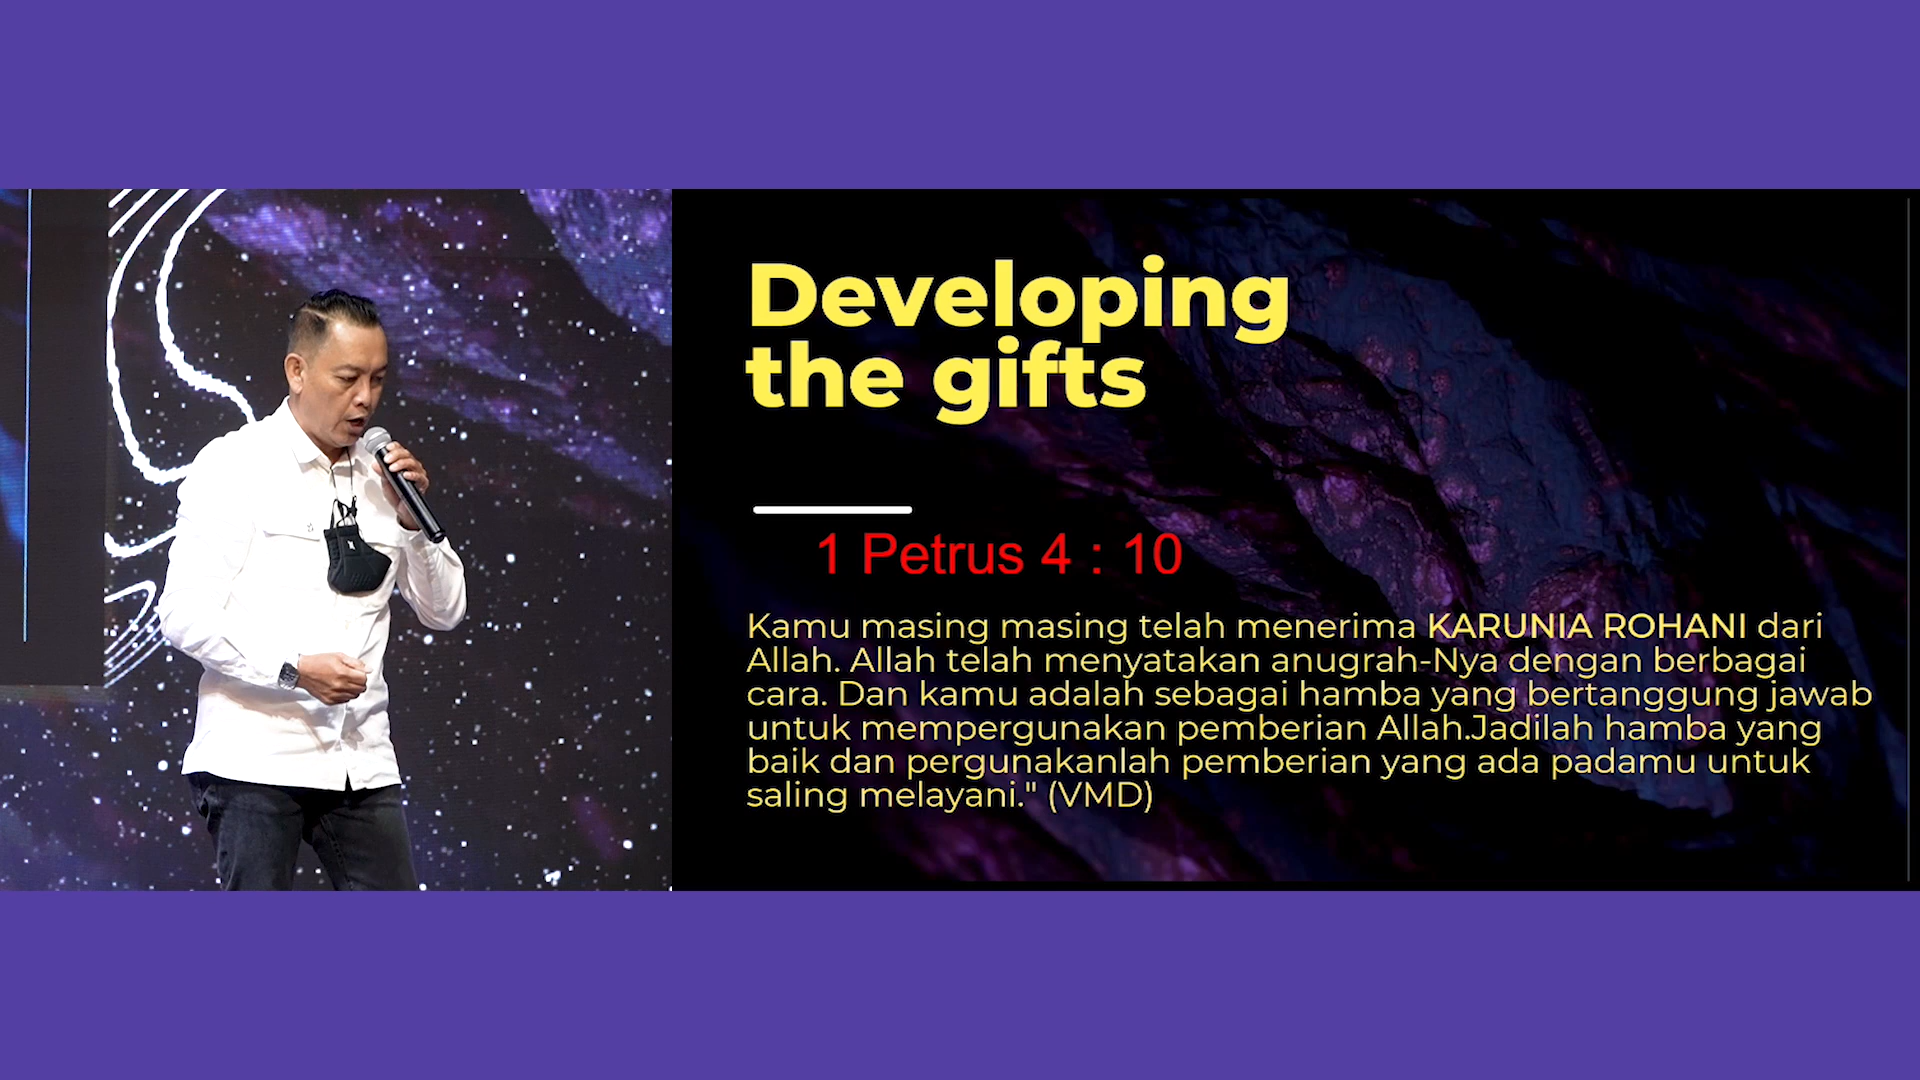 Developing
the gifts
1 Petrus 4 : 10
Kamu masing masing telah menerima KARUNIA ROHANI dari
Allah. Allah telah menyatakan anugrah-Nya dengan berbagai
cara. Dan kamu adalah sebagai hamba yang bertanggung jawab
untuk mempergunakan pemberian Allah.Jadilah hamba yang
baik dan pergunakanlah pemberian yang ada padamu untuk
saling melayani." (VMD)